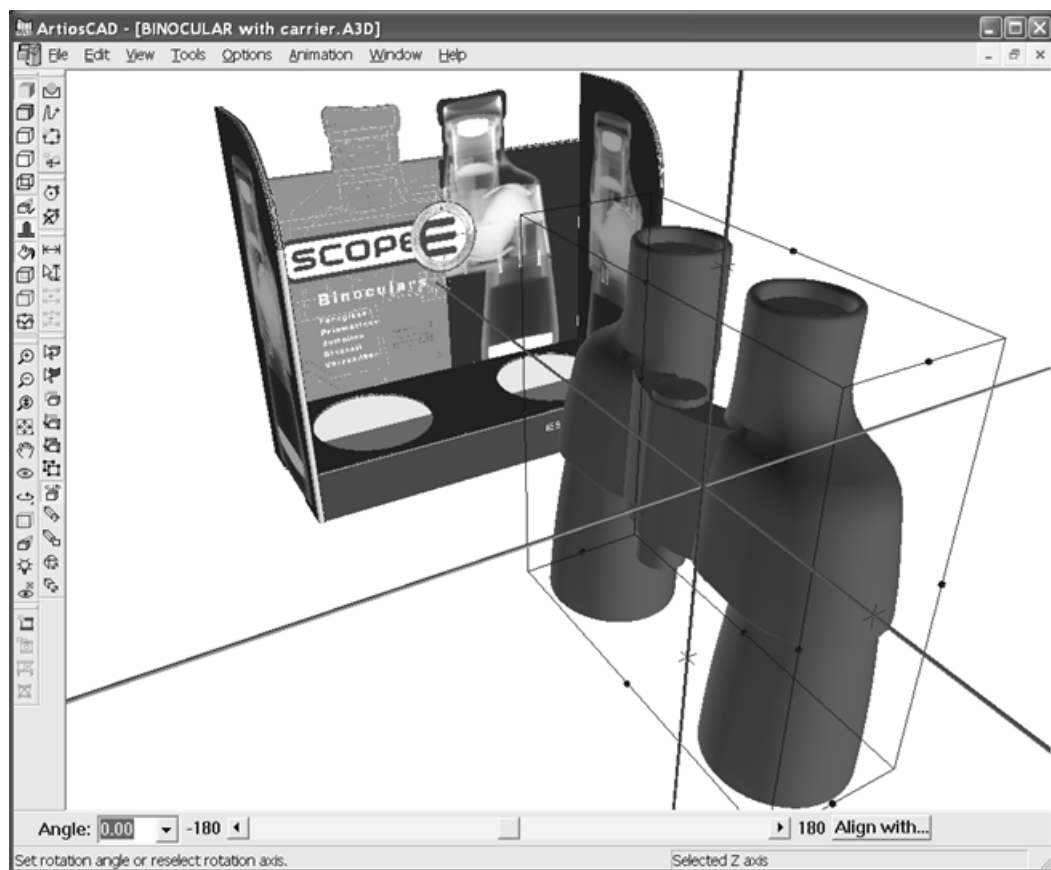 ArtiosCAD - [BINOCULAR with carrier.A3D]
File Edit View Tools Options Animation Window Help
SCOPE E
Binoculars
Angle: 0.00 -180 180 Align with...
Set rotation angle or reselect rotation axis. Selected Z axis